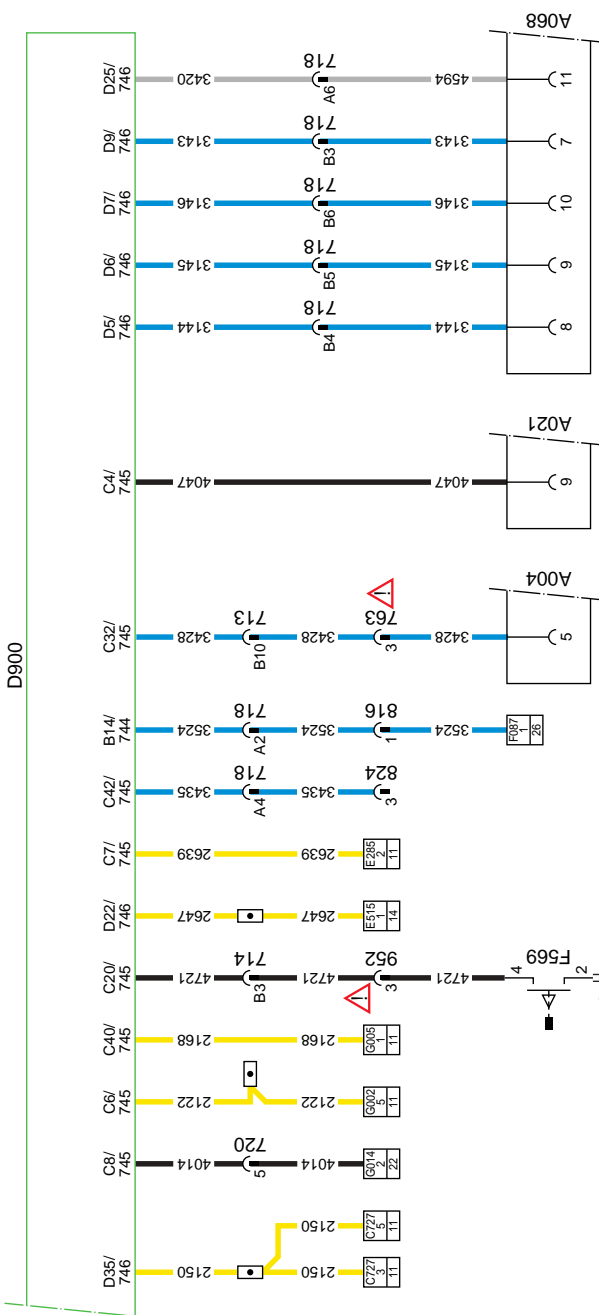 D900
A068
D25/
746
3420
718
A6
4594
11
D9/
746
3143
718
B3
3143
7
D7/
746
3146
718
B6
3146
10
D6/
746
3145
718
B5
3145
9
D5/
746
3144
718
B4
3144
8
A021
C4/
745
4047
4047
9
A004
C32/
745
3428
713
B10
3428
763
3
3428
5
!
B14/
744
3524
718
A2
3524
816
1
3524
F087
1
26
C42/
745
3435
718
A4
3435
824
3
C7/
745
2639
2639
E285
2
11
D22/
746
2647
2647
E515
1
14
C20/
745
4721
714
B3
4721
952
3
4721
4
F569
2
!
C40/
745
2168
2168
G005
1
11
C6/
745
2122
2122
G002
5
11
C8/
745
4014
720
5
4014
G014
2
22
2150
C727
5
11
D35/
746
2150
2150
C727
3
11